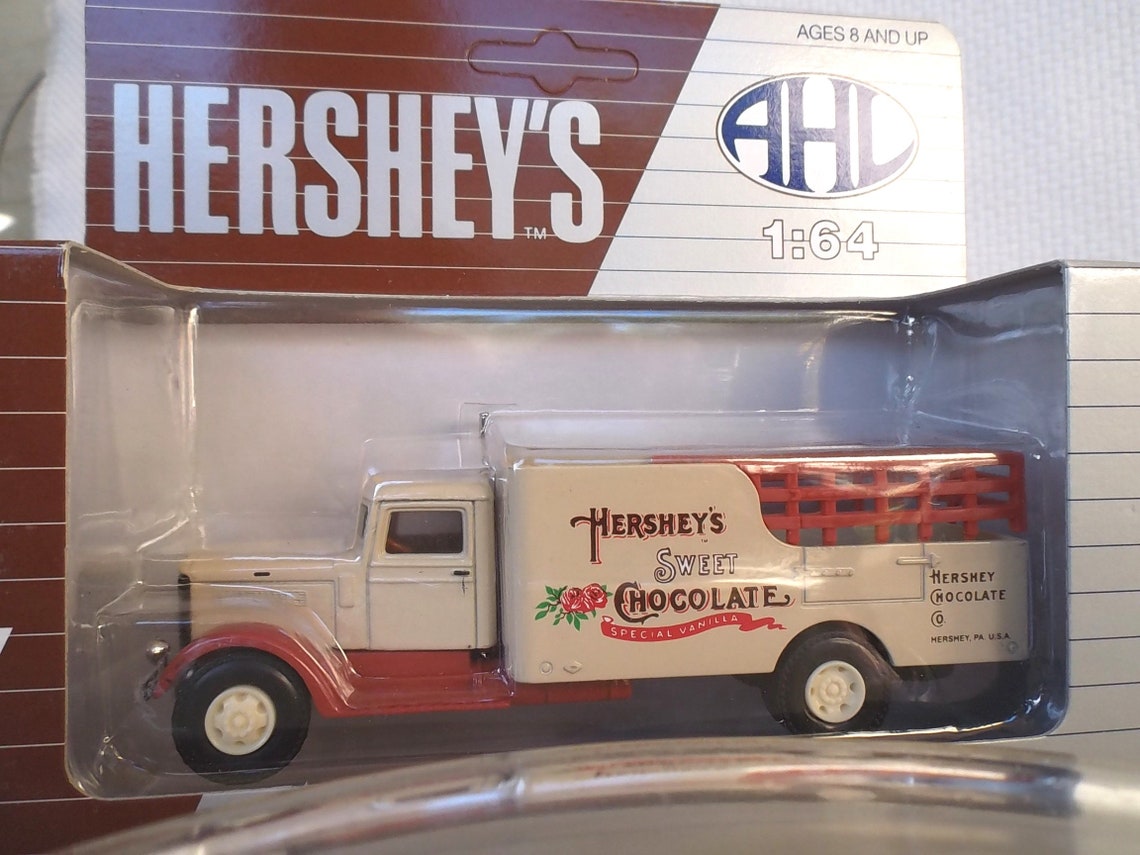 AGES 8 AND UP
HERSHEY'S
TM
AHL
1:64
HERSHEY'S
TM
SWEET
CHOCOLATE
SPECIAL VANILLA
HERSHEY
CHOCOLATE
CO.
HERSHEY, PA. U.S.A.